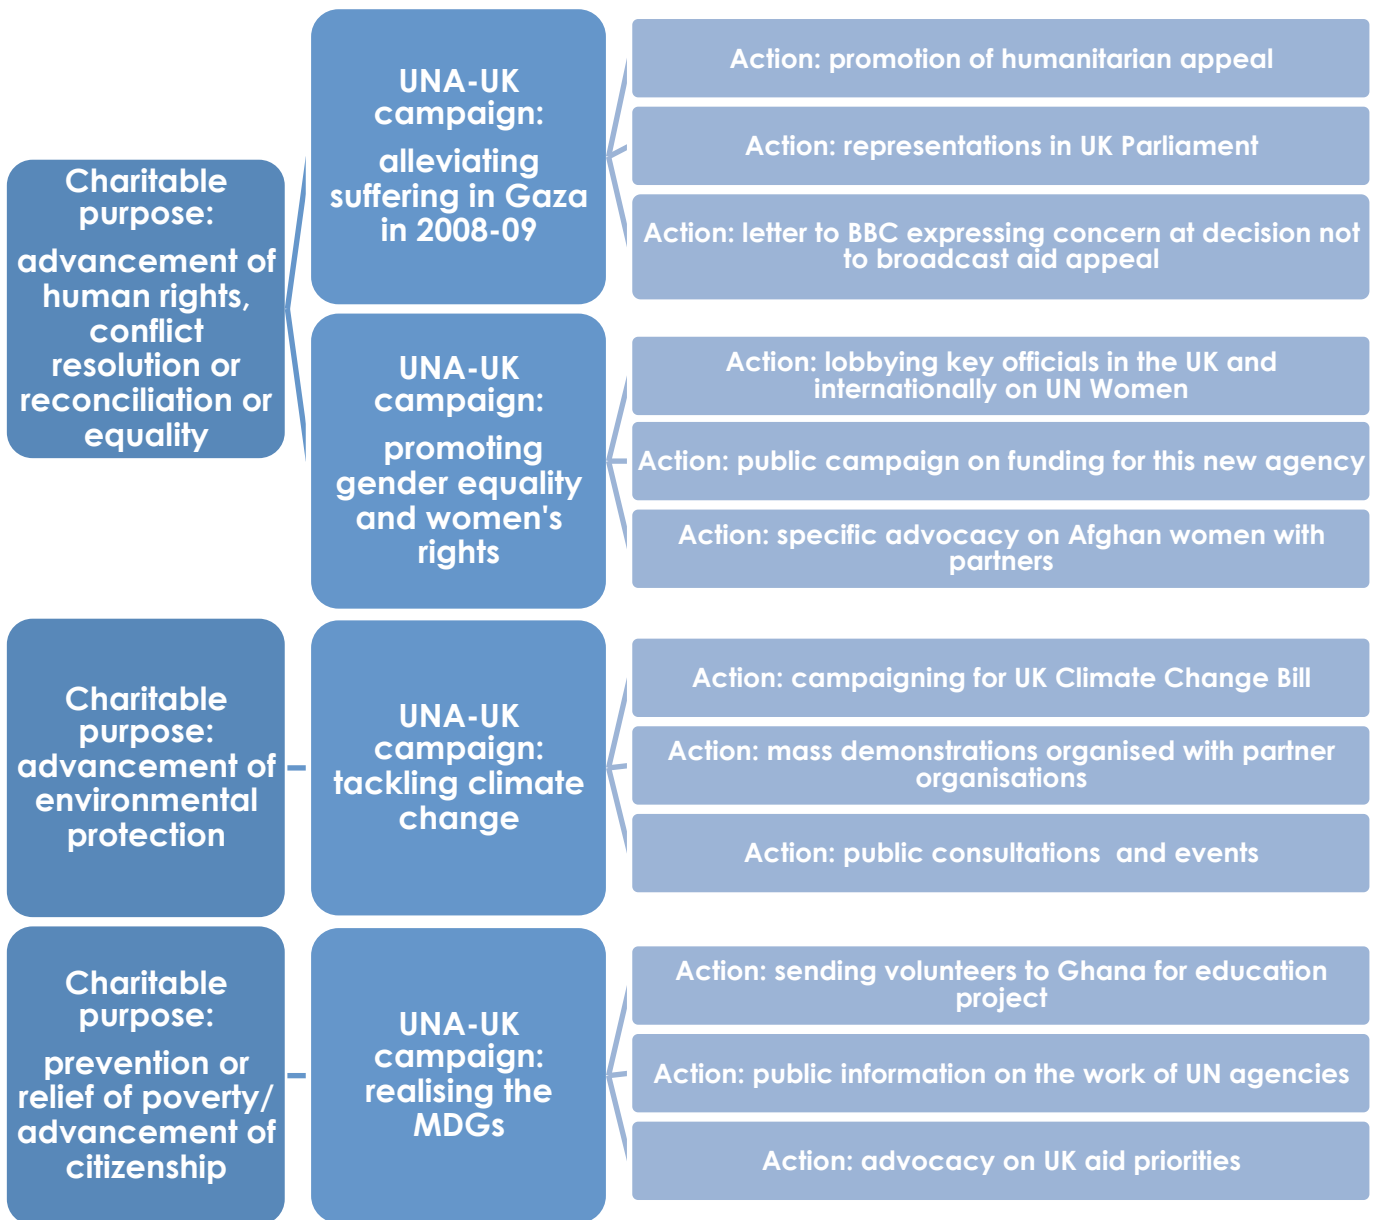 Charitable
purpose:
advancement of
human rights,
conflict
resolution or
reconciliation or
equality
UNA-UK
campaign:
alleviating
suffering in Gaza
in 2008-09
Action: promotion of humanitarian appeal
Action: representations in UK Parliament
Action: letter to BBC expressing concern at decision not
to broadcast aid appeal
UNA-UK
campaign:
promoting
gender equality
and women's
rights
Action: lobbying key officials in the UK and
internationally on UN Women
Action: public campaign on funding for this new agency
Action: specific advocacy on Afghan women with
partners
Charitable
purpose:
advancement of
environmental
protection
UNA-UK
campaign:
tackling climate
change
Action: campaigning for UK Climate Change Bill
Action: mass demonstrations organised with partner
organisations
Action: public consultations  and events
Charitable
purpose:
prevention or
relief of poverty/
advancement of
citizenship
UNA-UK
campaign:
realising the
MDGs
Action: sending volunteers to Ghana for education
project
Action: public information on the work of UN agencies
Action: advocacy on UK aid priorities